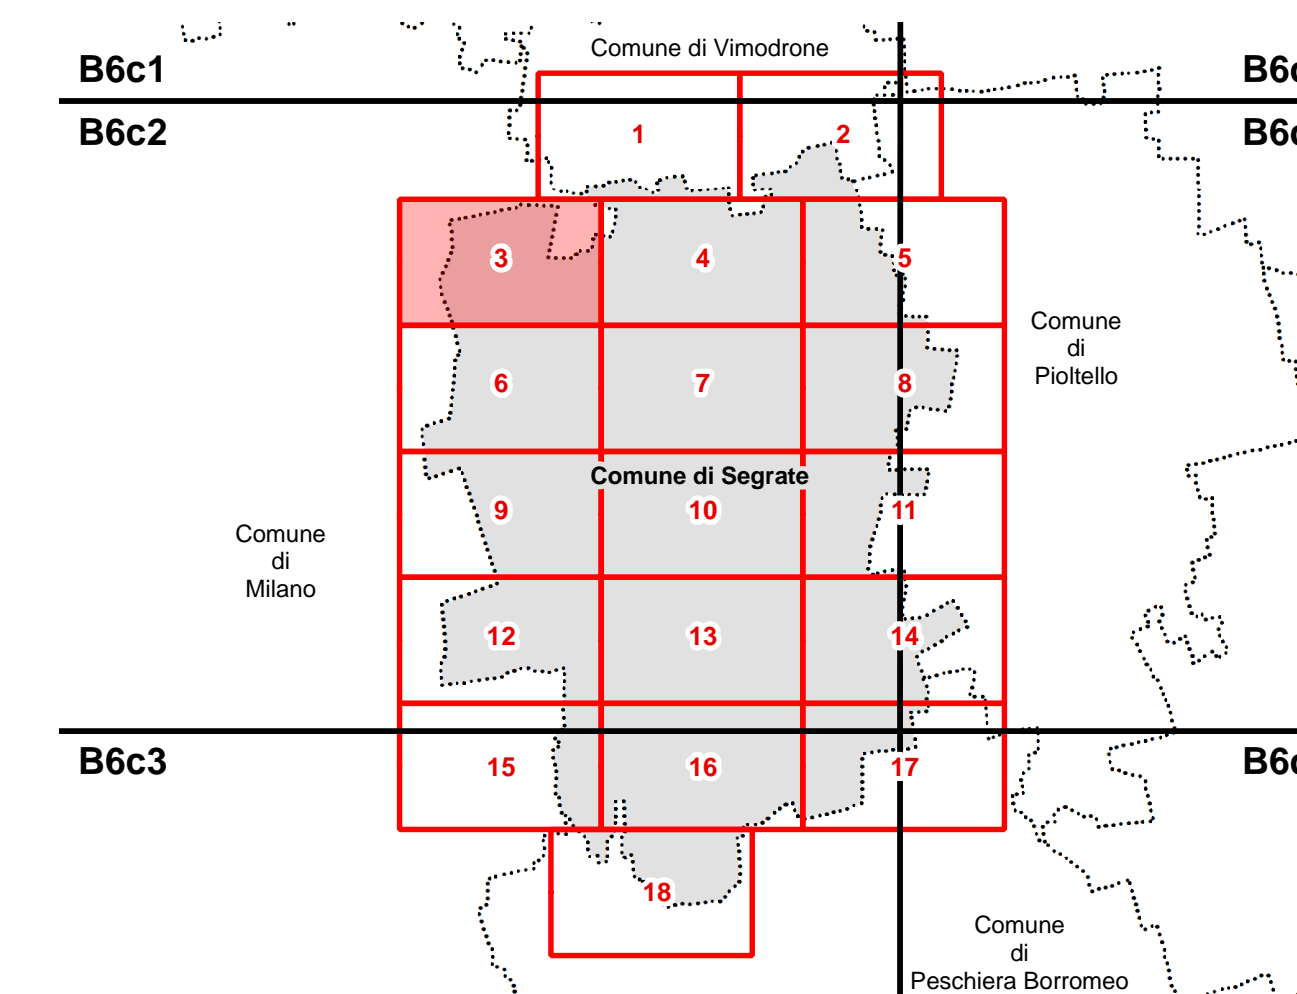 Comune di Vimodrone
B6c1
B6c2
1
2
3
4
5
Comune
di
Pioltello
6
7
8
Comune di Segrate
9
10
11
Comune
di
Milano
12
13
14
B6c3
15
16
17
18
Comune
di
Peschiera Borromeo